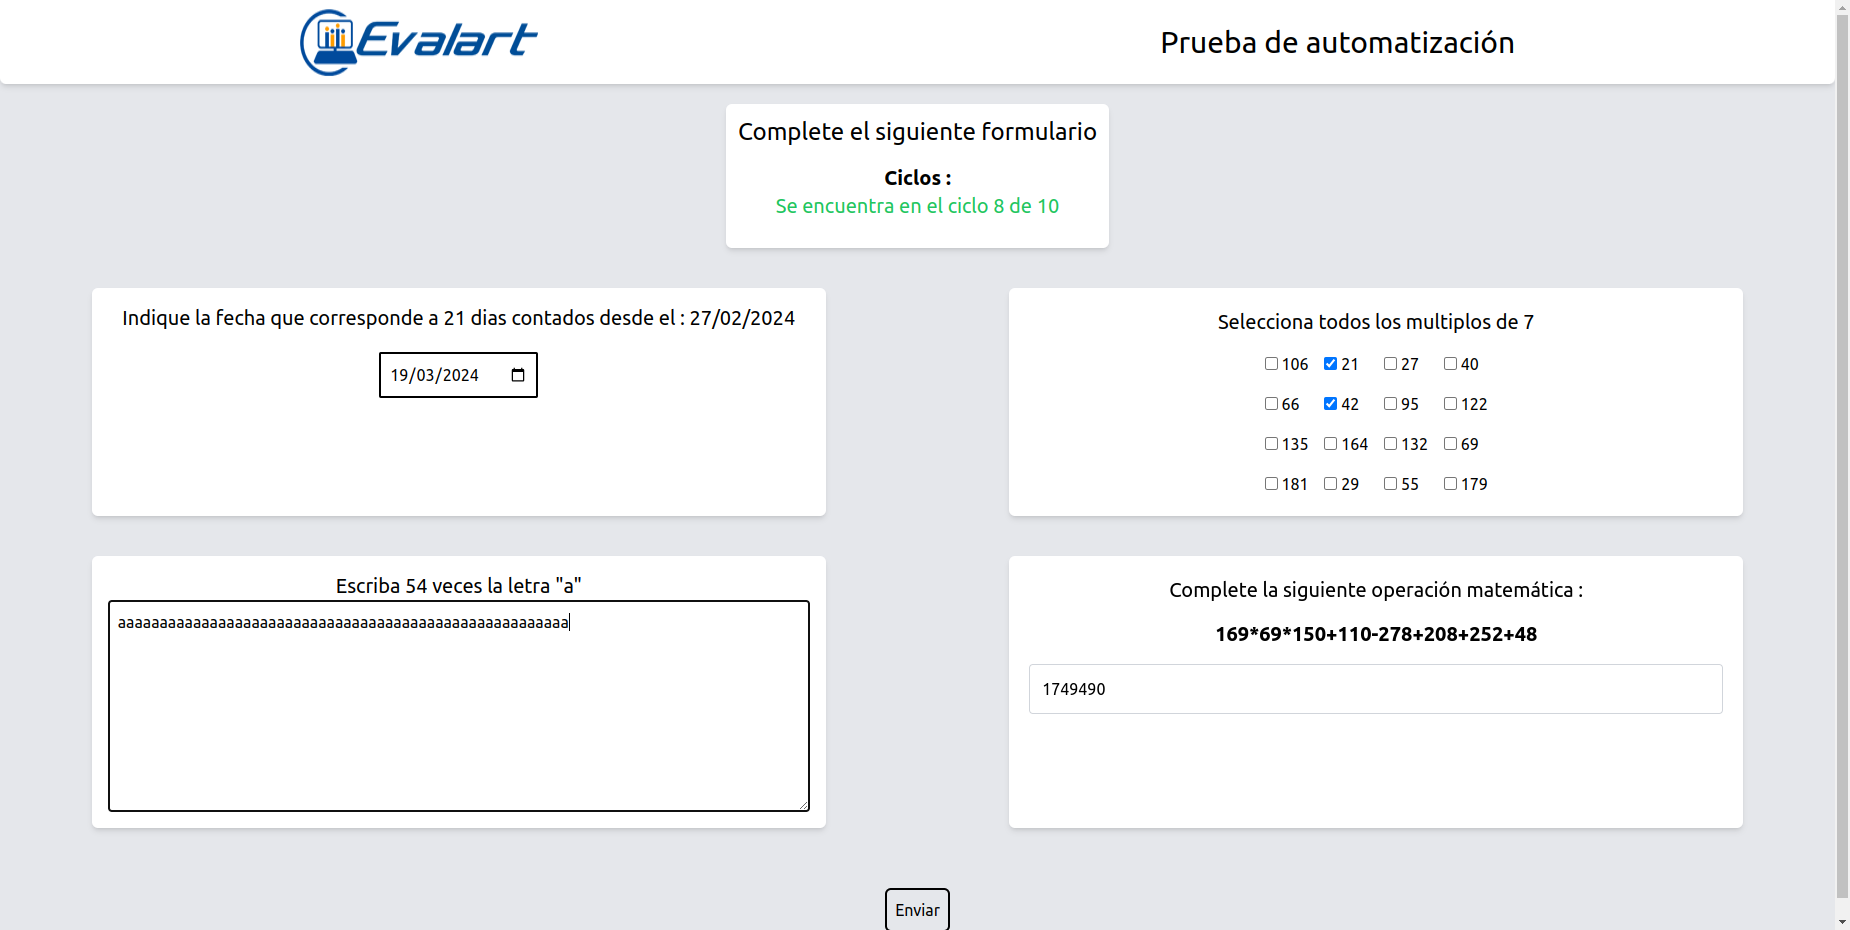 Evalart
Prueba de automatización
Complete el siguiente formulario
Ciclos :
Se encuentra en el ciclo 8 de 10
Indique la fecha que corresponde a 21 dias contados desde el : 27/02/2024
19/03/2024
Selecciona todos los multiplos de 7
106 21 27 40
66 42 95 122
135 164 132 69
181 29 55 179
Escriba 54 veces la letra "a"
aaaaaaaaaaaaaaaaaaaaaaaaaaaaaaaaaaaaaaaaaaaaaaaaaaaaaa
Complete la siguiente operación matemática :
169*69*150+110-278+208+252+48
1749490
Enviar